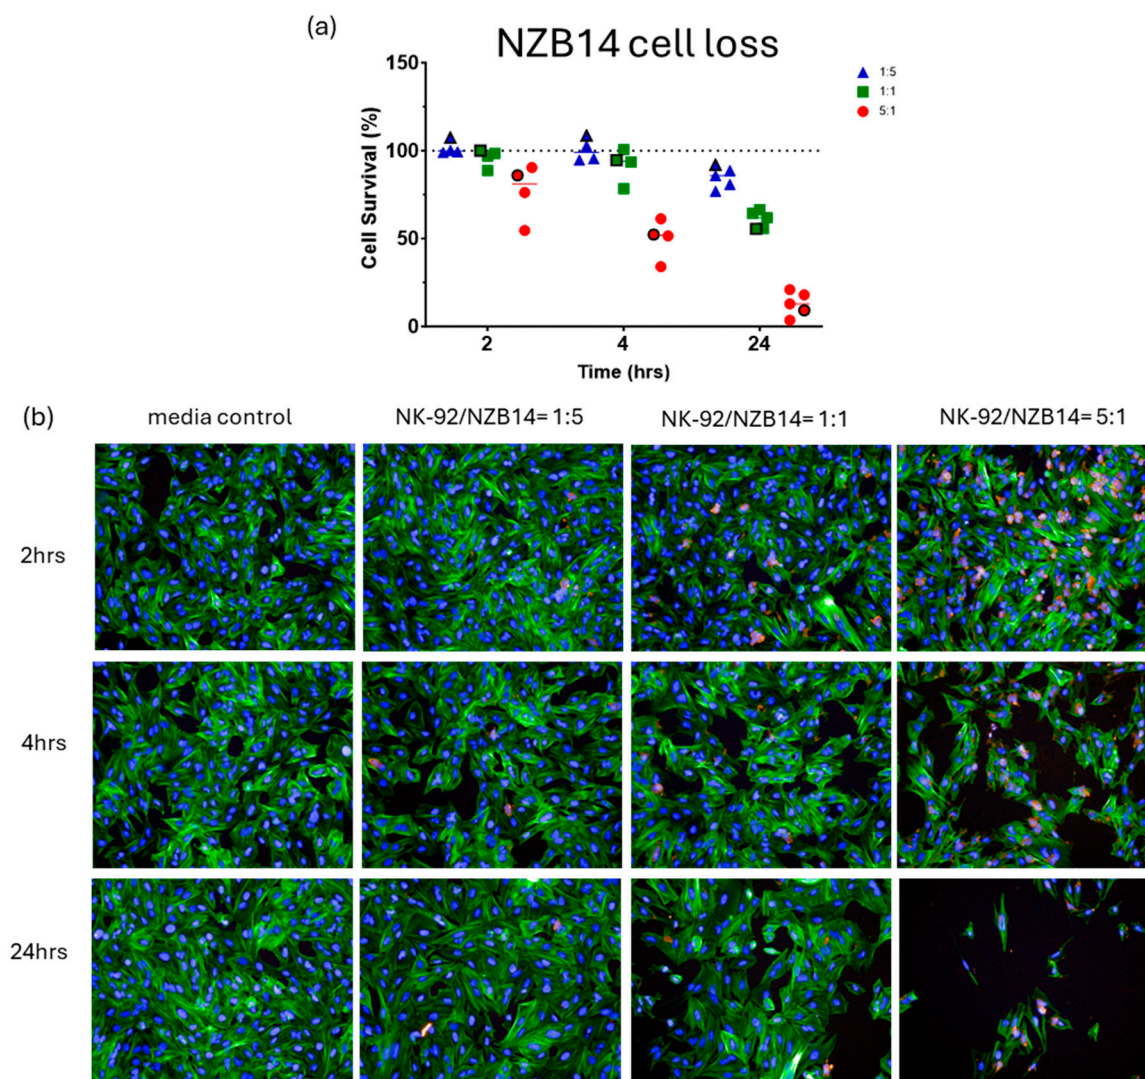 (a)
NZB14 cell loss
150
100
50
0
Cell Survival (%)
2
4
24
Time (hrs)
1:5
1:1
5:1
(b)
media control
NK-92/NZB14= 1:5
NK-92/NZB14= 1:1
NK-92/NZB14= 5:1
2hrs
4hrs
24hrs